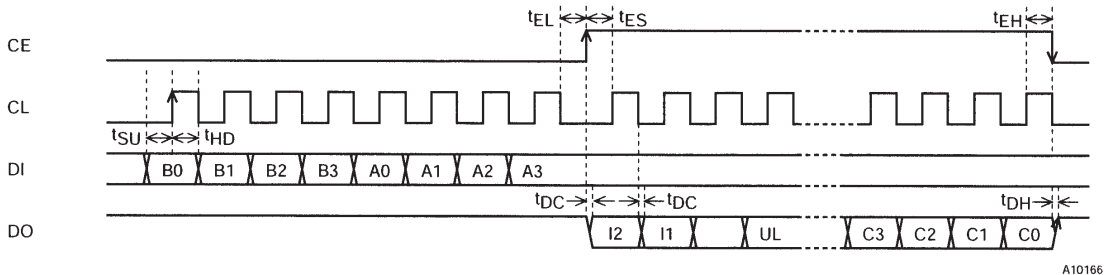 tEL tES tEH
CE
CL
tSU tHD
DI B0 B1 B2 B3 A0 A1 A2 A3
tDC tDC tDH
DO I2 I1 UL C3 C2 C1 C0
A10166